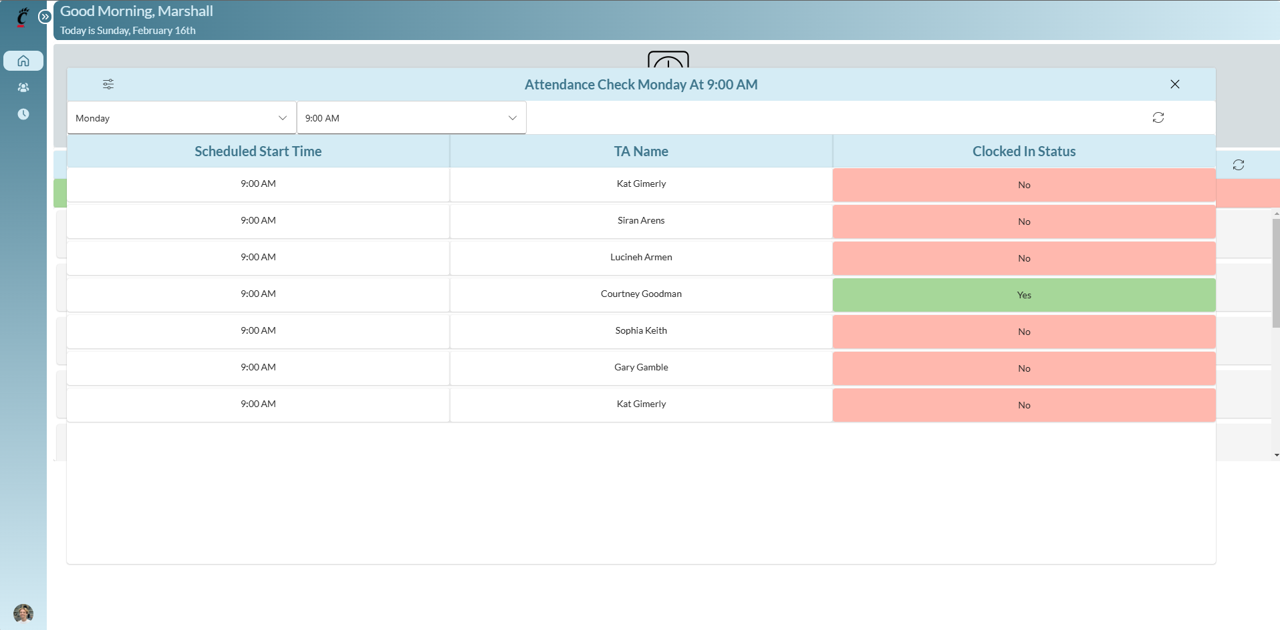 Good Morning, Marshall
Today is Sunday, February 16th
Attendance Check Monday At 9:00 AM
Monday 9:00 AM
Scheduled Start Time TA Name Clocked In Status
9:00 AM Kat Gimerly No
9:00 AM Siran Arens No
9:00 AM Lucineh Armen No
9:00 AM Courtney Goodman Yes
9:00 AM Sophia Keith No
9:00 AM Gary Gamble No
9:00 AM Kat Gimerly No